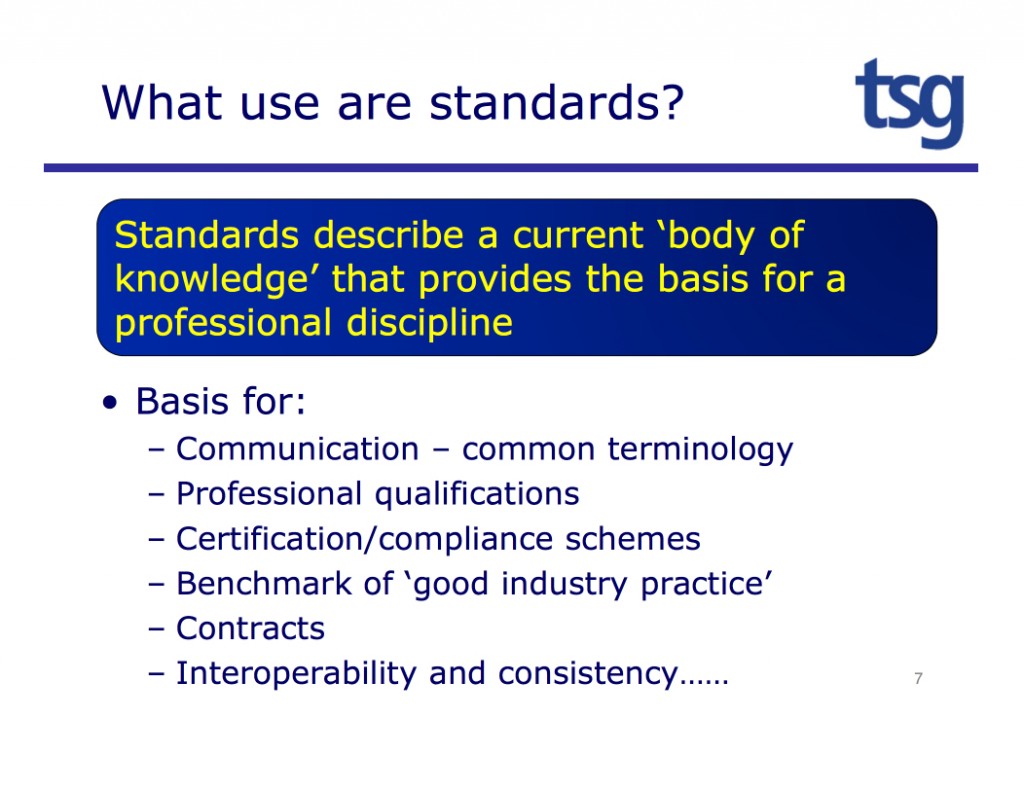 What use are standards?
tsg
Standards describe a current ‘body of
knowledge’ that provides the basis for a
professional discipline
• Basis for:
– Communication – common terminology
– Professional qualifications
– Certification/compliance schemes
– Benchmark of ‘good industry practice’
– Contracts
– Interoperability and consistency……
7